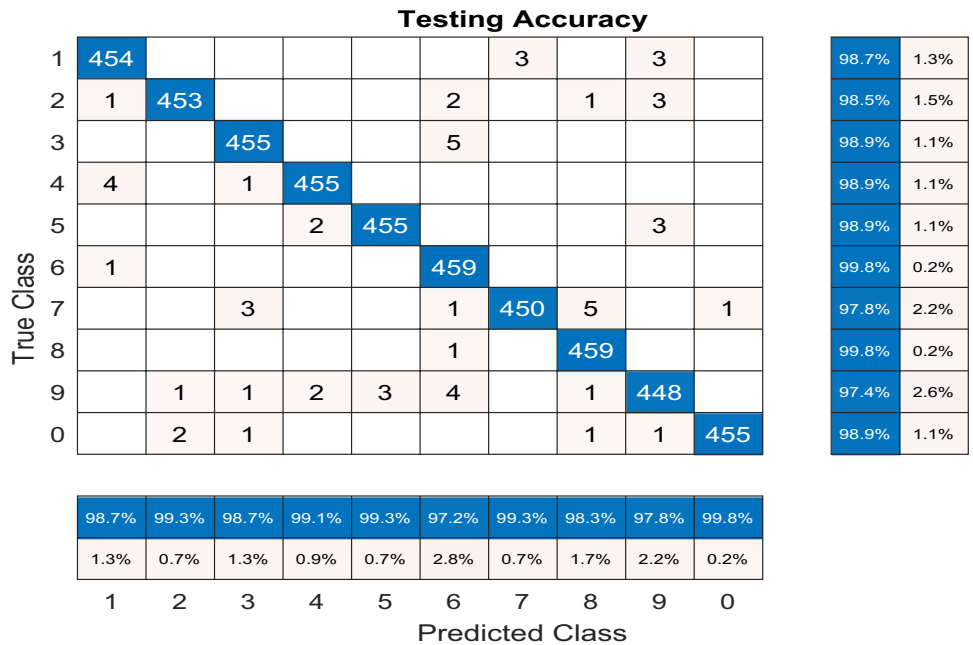 Testing Accuracy
1 454 3 3 98.7% 1.3%
2 1 453 2 1 3 98.5% 1.5%
3 455 5 98.9% 1.1%
4 4 1 455 98.9% 1.1%
5 2 455 3 98.9% 1.1%
6 1 459 99.8% 0.2%
7 3 1 450 5 1 97.8% 2.2%
8 1 459 99.8% 0.2%
9 1 1 2 3 4 1 448 97.4% 2.6%
0 2 1 1 1 455 98.9% 1.1%
True Class
98.7% 99.3% 98.7% 99.1% 99.3% 97.2% 99.3% 98.3% 97.8% 99.8%
1.3% 0.7% 1.3% 0.9% 0.7% 2.8% 0.7% 1.7% 2.2% 0.2%
1 2 3 4 5 6 7 8 9 0
Predicted Class